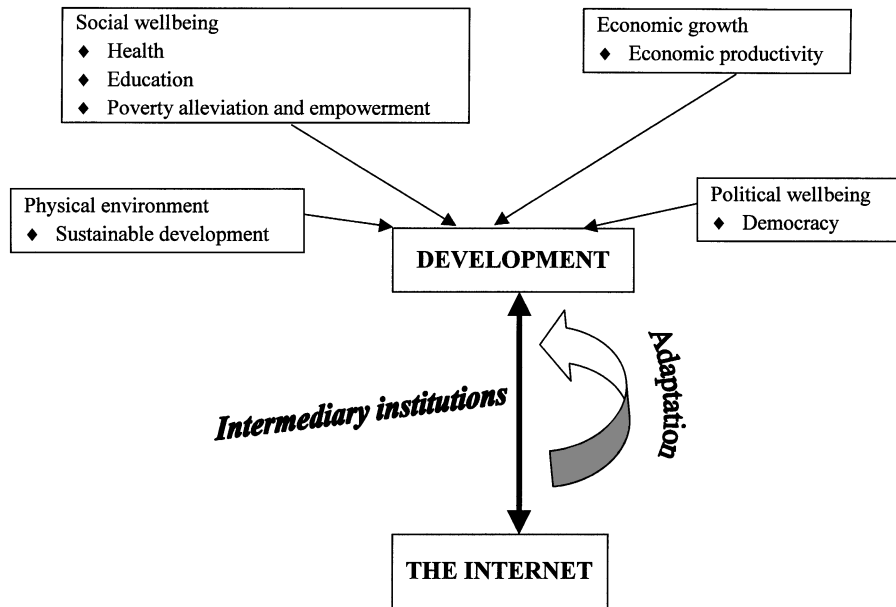 Social wellbeing
♦ Health
♦ Education
♦ Poverty alleviation and empowerment
Economic growth
♦ Economic productivity
Physical environment
♦ Sustainable development
Political wellbeing
♦ Democracy
DEVELOPMENT
Intermediary institutions
Adaptation
THE INTERNET